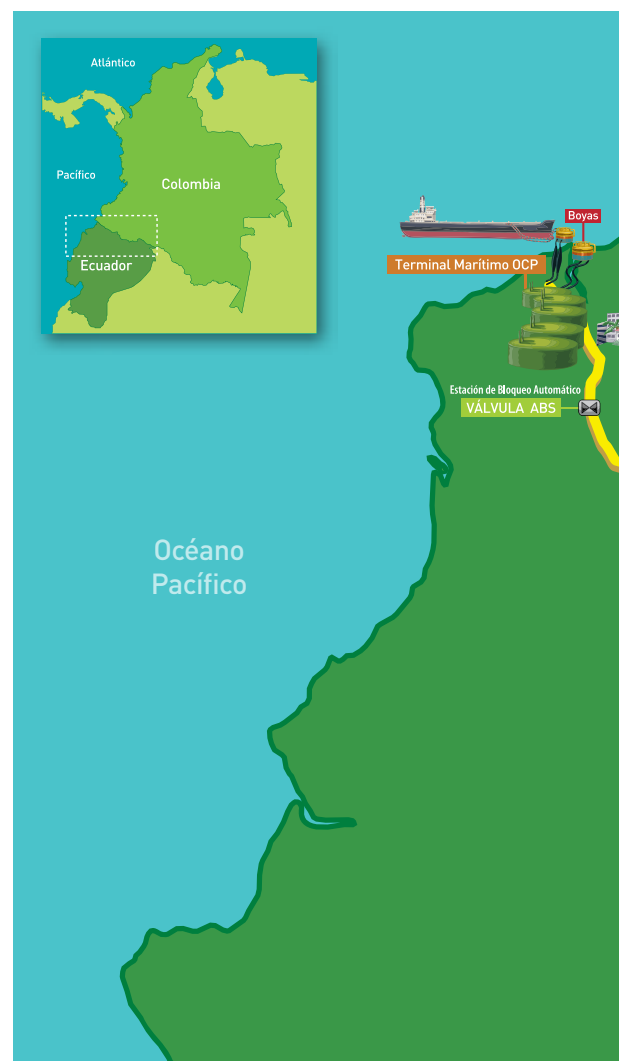 Atlántico
Pacífico
Colombia
Ecuador
Boyas
Terminal Marítimo OCP
Estación de Bloqueo Automático
VÁLVULA ABS
Océano
Pacífico